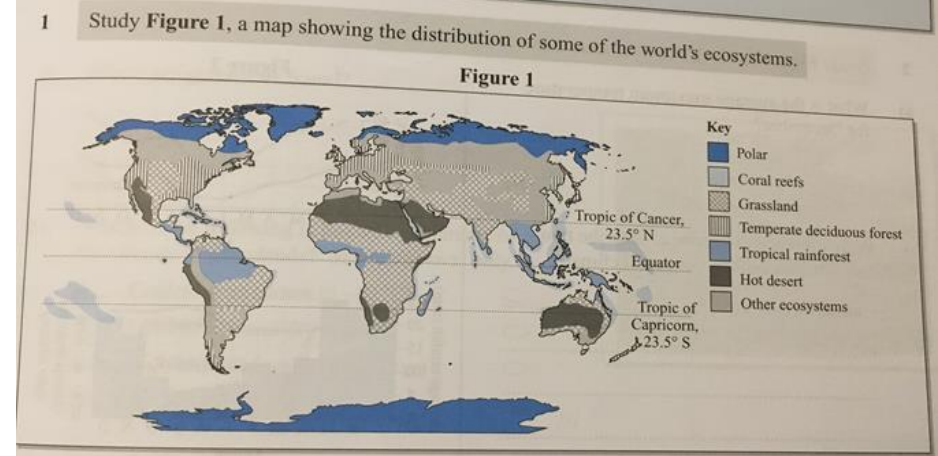 1 Study Figure 1, a map showing the distribution of some of the world's ecosystems.
Figure 1
Key
Polar
Coral reefs
Grassland
Temperate deciduous forest
Tropical rainforest
Hot desert
Other ecosystems
Tropic of Cancer,
23.5° N
Equator
Tropic of
Capricorn,
23.5° S